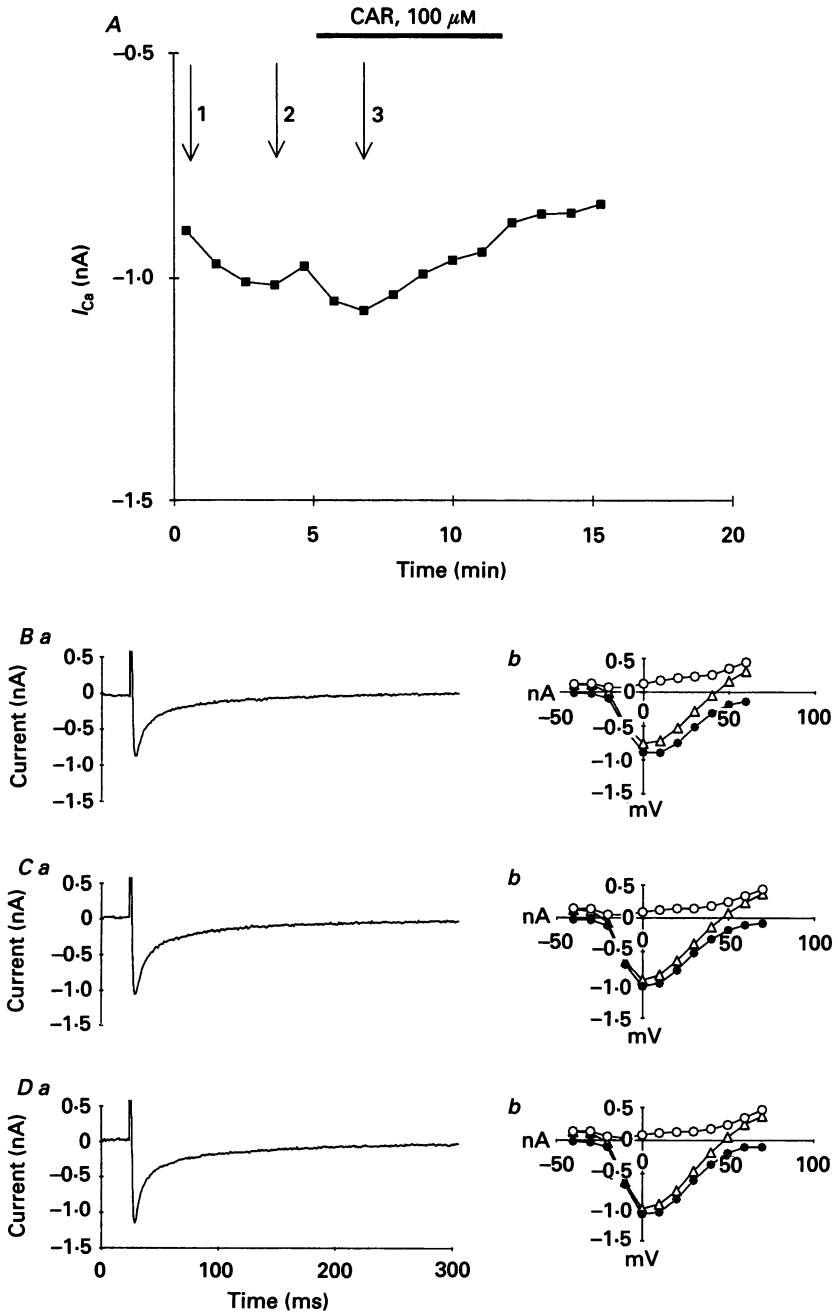 A
CAR, 100 μM
−0·5
1
2
3
I_Ca (nA)
−1·0
−1·5
0
5
10
15
20
Time (min)
B a
0·5
0
−0·5
−1·0
−1·5
Current (nA)
b
0·5
nA
−50
0
50
100
−0·5
−1·0
−1·5
mV
C a
0·5
0
−0·5
−1·0
−1·5
Current (nA)
b
0·5
nA
−50
0
50
100
−0·5
−1·0
−1·5
mV
D a
0·5
0
−0·5
−1·0
−1·5
Current (nA)
0
100
200
300
Time (ms)
b
0·5
nA
−50
0
50
100
−0·5
−1·0
−1·5
mV